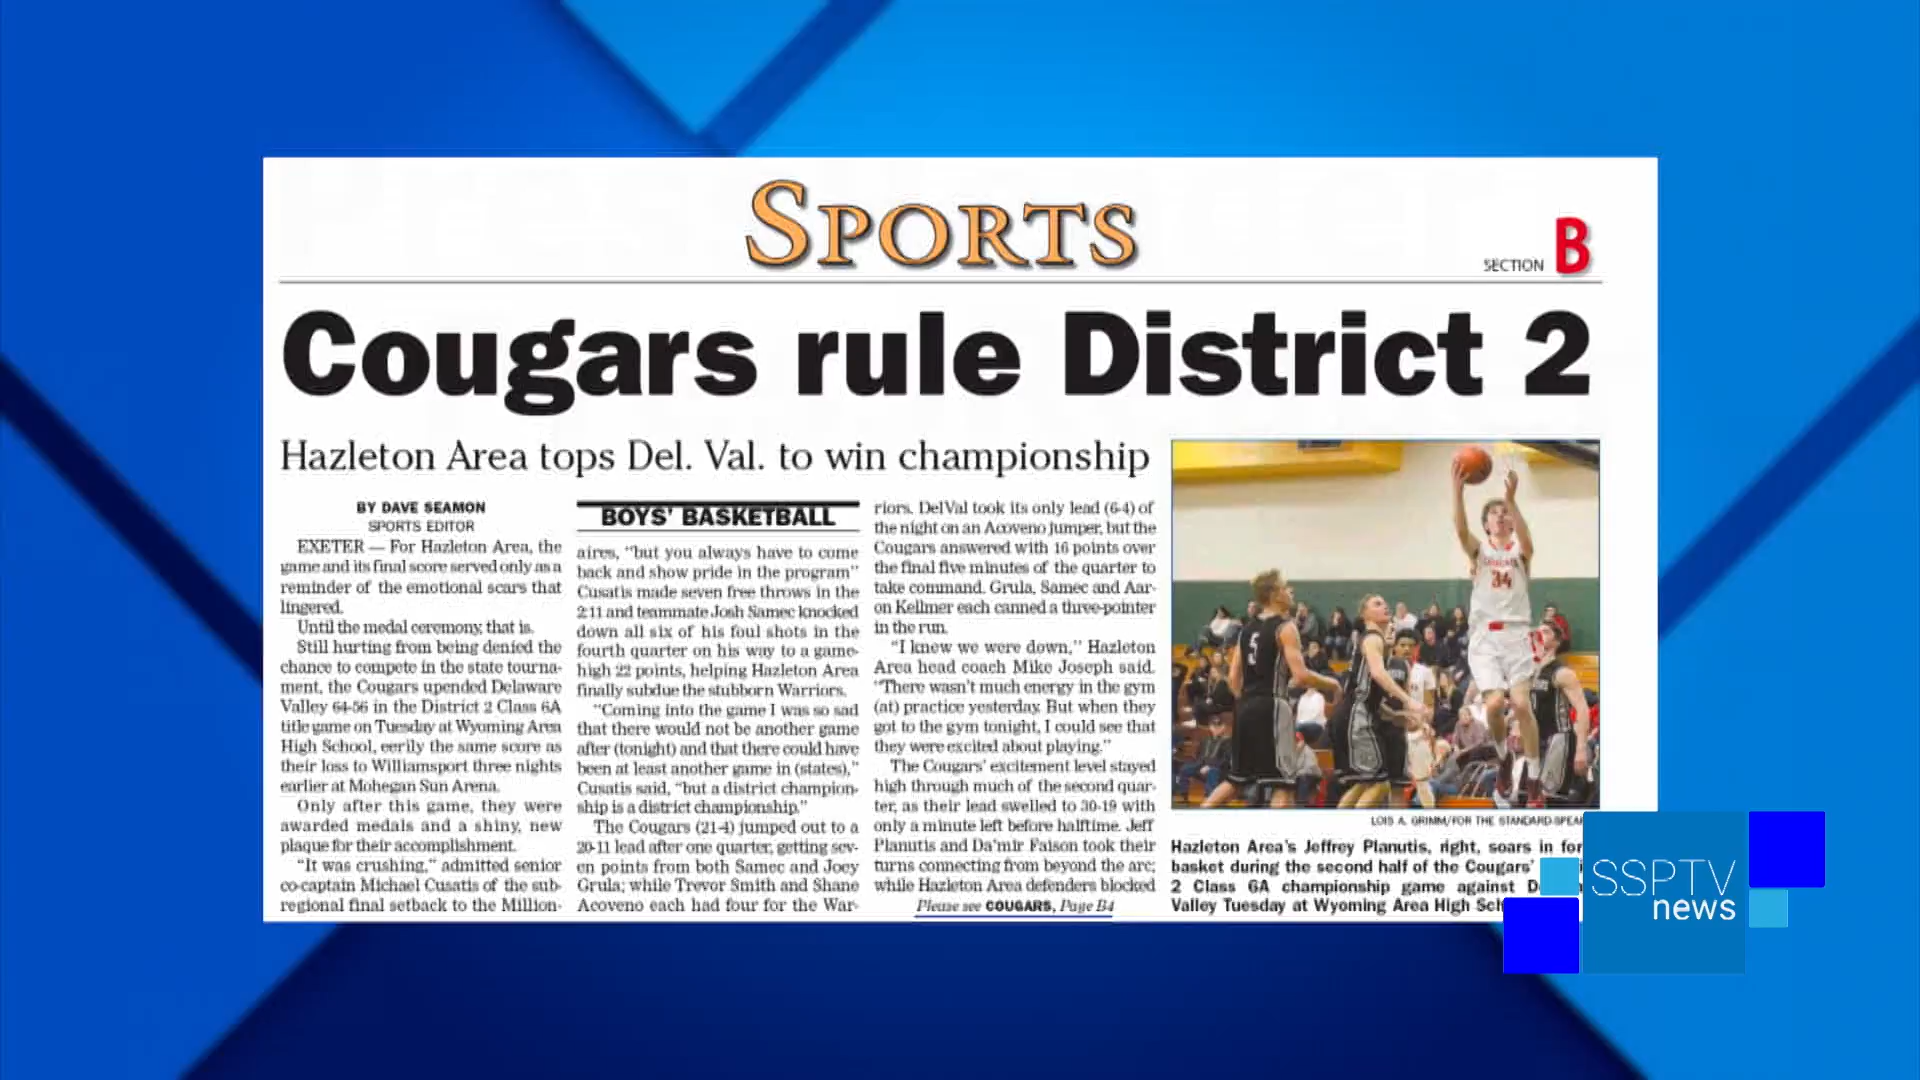 SPORTS
SECTION B
Cougars rule District 2
Hazleton Area tops Del. Val. to win championship
BY DAVE SEAMON
SPORTS EDITOR
EXETER — For Hazleton Area, the
game and its final score served only as a
reminder of the emotional scars that
lingered.
Until the medal ceremony, that is.
Still hurting from being denied the
chance to compete in the state tourna-
ment, the Cougars upended Delaware
Valley 64-56 in the District 2 Class 6A
title game on Tuesday at Wyoming Area
High School, eerily the same score as
their loss to Williamsport three nights
earlier at Mohegan Sun Arena.
Only after this game, they were
awarded medals and a shiny, new
plaque for their accomplishment.
"It was crushing," admitted senior
co-captain Michael Cusatis of the sub-
regional final setback to the Million-
BOYS' BASKETBALL
aires, "but you always have to come
back and show pride in the program"
Cusatis made seven free throws in the
2:11 and teammate Josh Samec knocked
down all six of his foul shots in the
fourth quarter on his way to a game-
high 22 points, helping Hazleton Area
finally subdue the stubborn Warriors.
"Coming into the game I was so sad
that there would not be another game
after (tonight) and that there could have
been at least another game in (states),"
Cusatis said, "but a district champion-
ship is a district championship."
The Cougars (21-4) jumped out to a
20-11 lead after one quarter, getting sev-
en points from both Samec and Joey
Grula; while Trevor Smith and Shane
Acoveno each had four for the War-
riors. DelVal took its only lead (6-4) of
the night on an Acoveno jumper, but the
Cougars answered with 16 points over
the final five minutes of the quarter to
take command. Grula, Samec and Aar-
on Kellmer each canned a three-pointer
in the run.
"I knew we were down," Hazleton
Area head coach Mike Joseph said.
"There wasn't much energy in the gym
(at) practice yesterday. But when they
got to the gym tonight, I could see that
they were excited about playing."
The Cougars' excitement level stayed
high through much of the second quar-
ter, as their lead swelled to 30-19 with
only a minute left before halftime. Jeff
Planutis and Da'mir Faison took their
turns connecting from beyond the arc;
while Hazleton Area defenders blocked
Please see COUGARS, Page B4
34
5
LOIS A. GRIMM/FOR THE STANDARD-SPEA
Hazleton Area's Jeffrey Planutis, right, soars in for
basket during the second half of the Cougars'
2 Class 6A championship game against D
Valley Tuesday at Wyoming Area High Sch
SSPTV
news